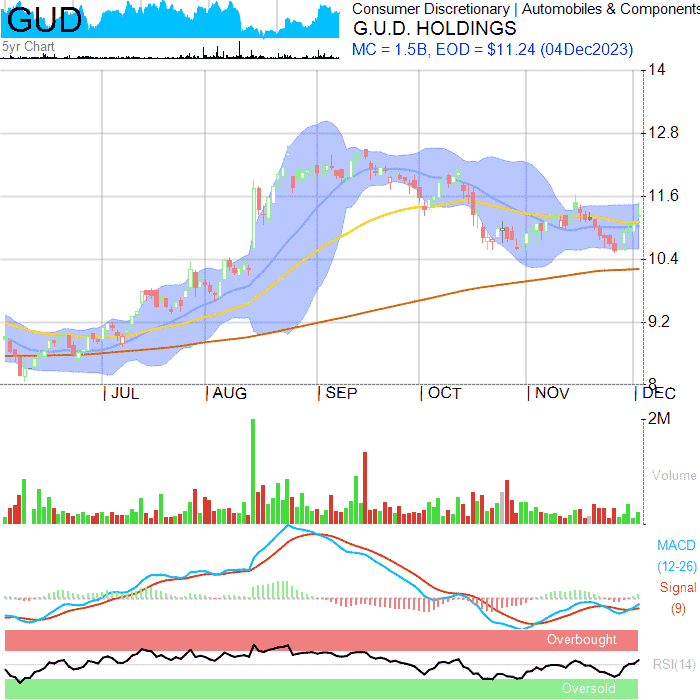 GUD
5yr Chart
Consumer Discretionary | Automobiles & Components
G.U.D. HOLDINGS
MC = 1.5B, EOD = $11.24 (04Dec2023)
14
12.8
11.6
10.4
9.2
8
JUL
AUG
SEP
OCT
NOV
DEC
2M
Volume
MACD
(12-26)
Signal
(9)
Overbought
RSI(14)
Oversold